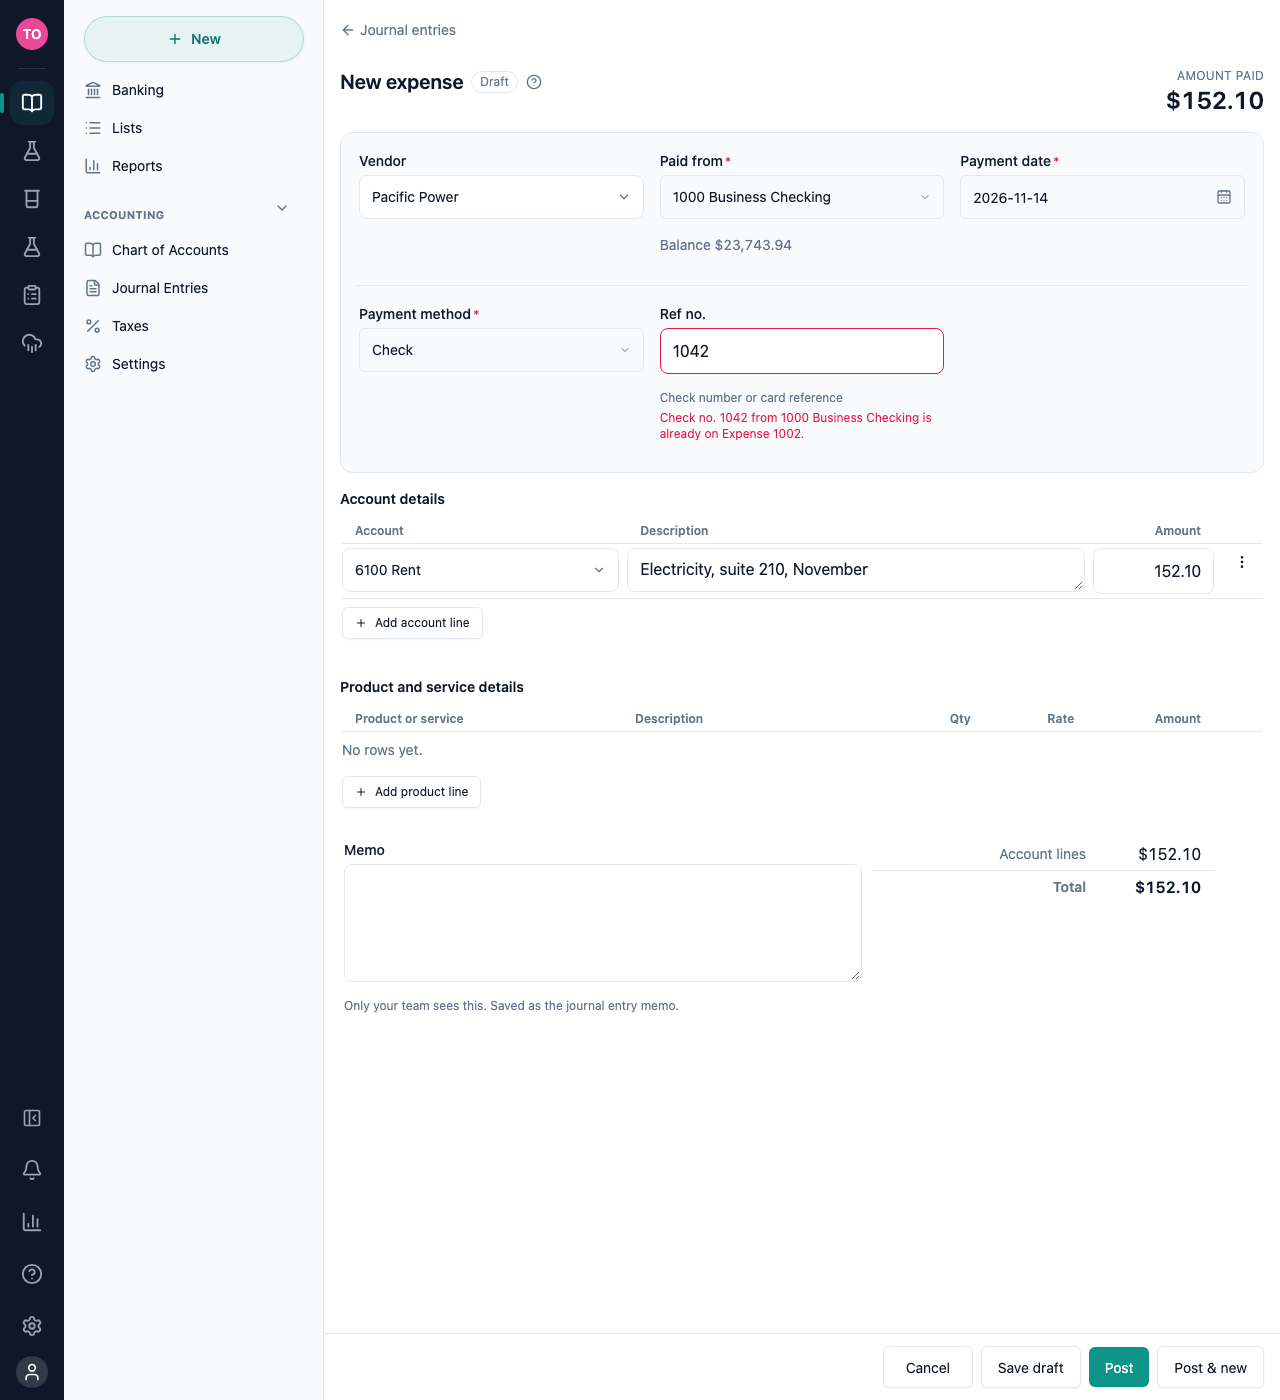 TO
New
Banking
Lists
Reports
ACCOUNTING
Chart of Accounts
Journal Entries
Taxes
Settings
Journal entries
New expense
Draft
AMOUNT PAID
$152.10
Vendor
Paid from *
Payment date *
Pacific Power
1000 Business Checking
2026-11-14
Balance $23,743.94
Payment method *
Ref no.
Check
1042
Check number or card reference
Check no. 1042 from 1000 Business Checking is
already on Expense 1002.
Account details
Account
Description
Amount
6100 Rent
Electricity, suite 210, November
152.10
Add account line
Product and service details
Product or service
Description
Qty
Rate
Amount
No rows yet.
Add product line
Memo
Account lines
$152.10
Total
$152.10
Only your team sees this. Saved as the journal entry memo.
Cancel
Save draft
Post
Post & new